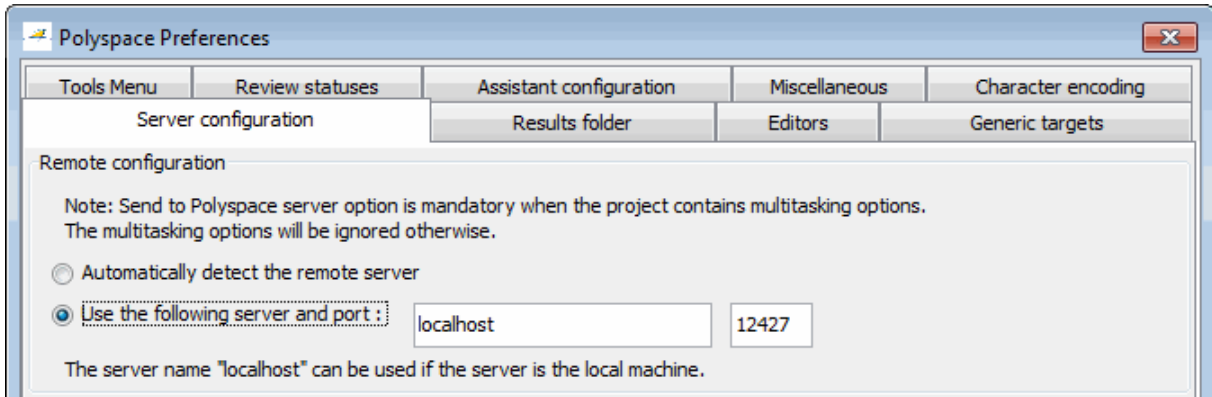 Polyspace Preferences
Tools Menu Review statuses Assistant configuration Miscellaneous Character encoding
Server configuration Results folder Editors Generic targets
Remote configuration
Note: Send to Polyspace server option is mandatory when the project contains multitasking options.
The multitasking options will be ignored otherwise.
Automatically detect the remote server
Use the following server and port : localhost 12427
The server name "localhost" can be used if the server is the local machine.